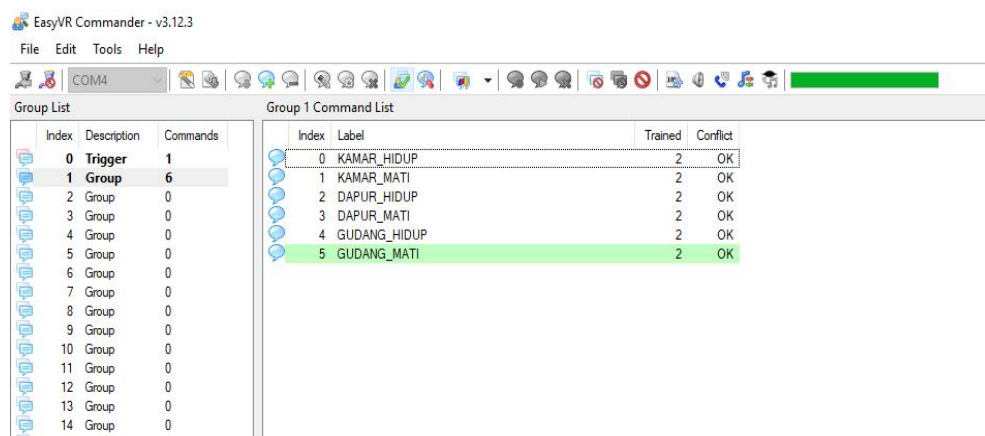 EasyVR Commander - v3.12.3
File Edit Tools Help
COM4
Group List
Index Description Commands
0 Trigger 1
1 Group 6
2 Group 0
3 Group 0
4 Group 0
5 Group 0
6 Group 0
7 Group 0
8 Group 0
9 Group 0
10 Group 0
11 Group 0
12 Group 0
13 Group 0
14 Group 0
Group 1 Command List
Index Label Trained Conflict
0 KAMAR_HIDUP 2 OK
1 KAMAR_MATI 2 OK
2 DAPUR_HIDUP 2 OK
3 DAPUR_MATI 2 OK
4 GUDANG_HIDUP 2 OK
5 GUDANG_MATI 2 OK